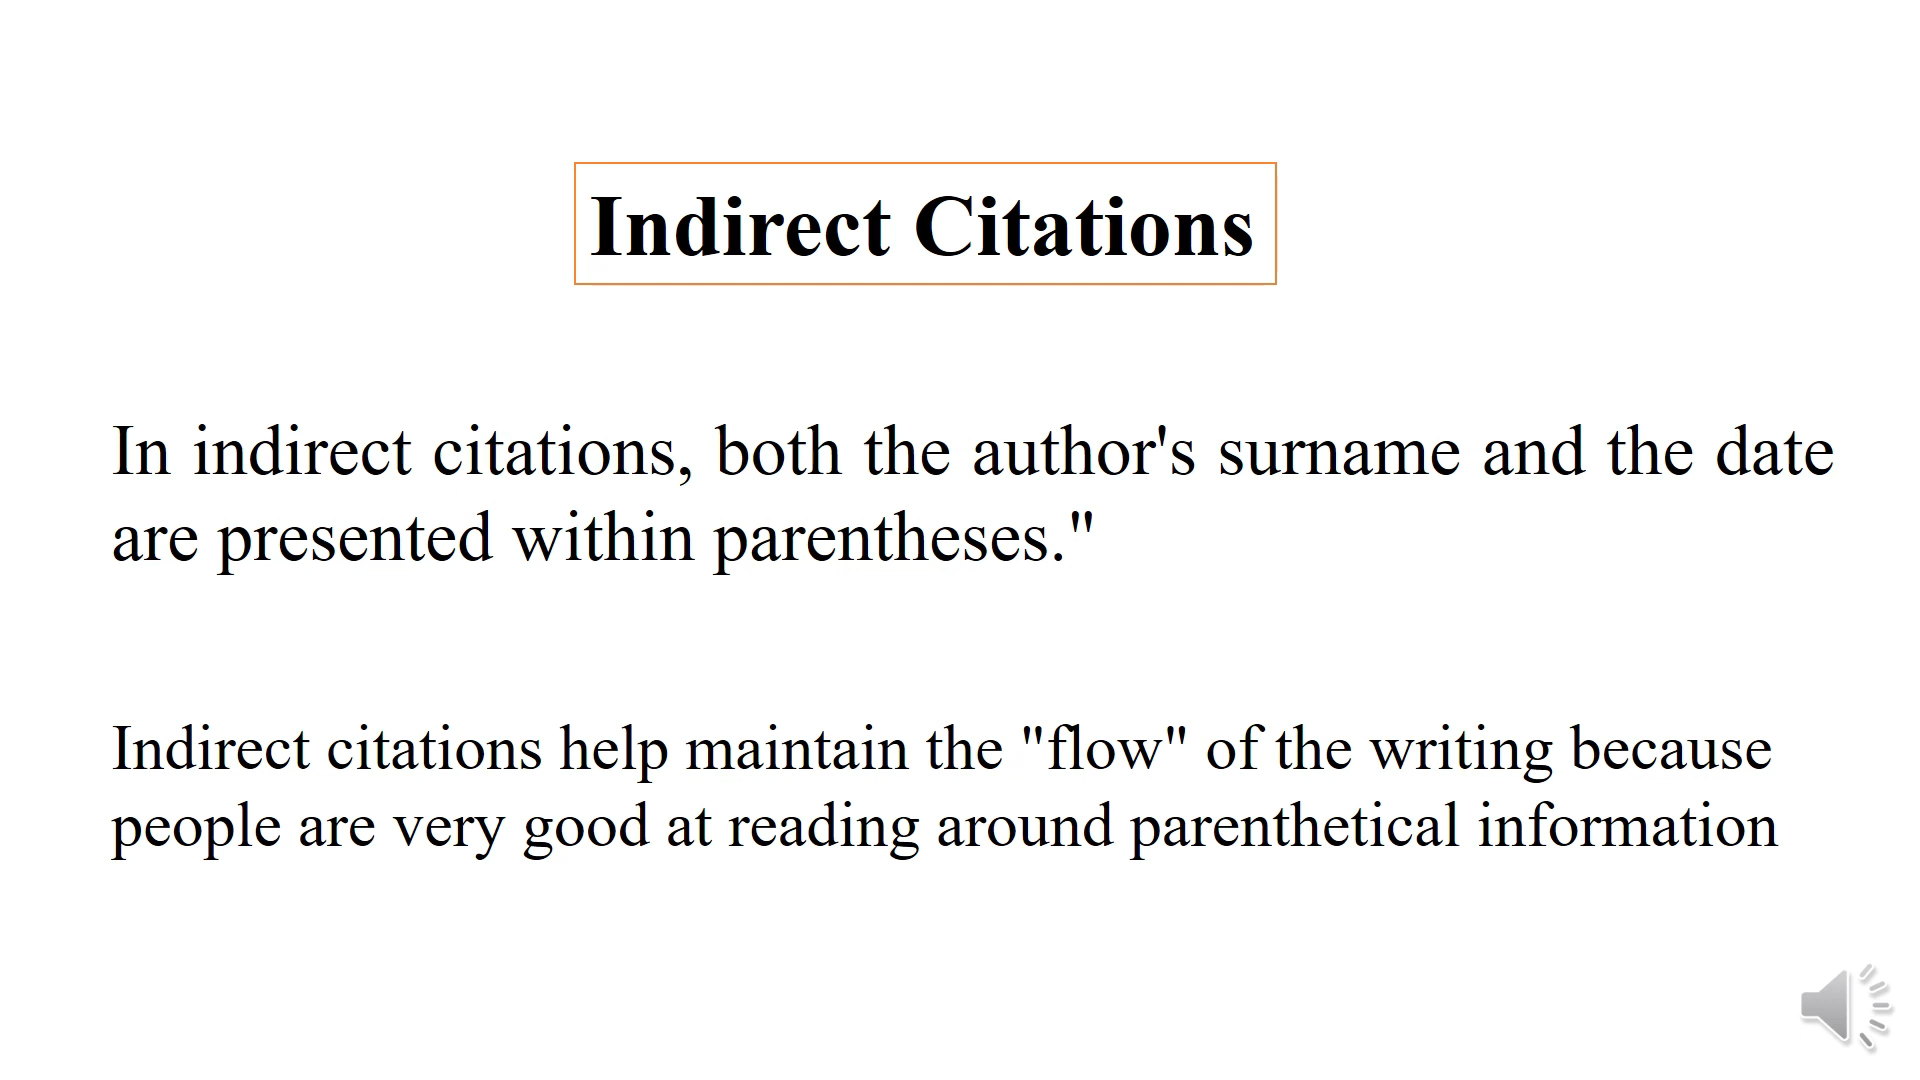 Indirect Citations
In indirect citations, both the author's surname and the date
are presented within parentheses."
Indirect citations help maintain the "flow" of the writing because
people are very good at reading around parenthetical information